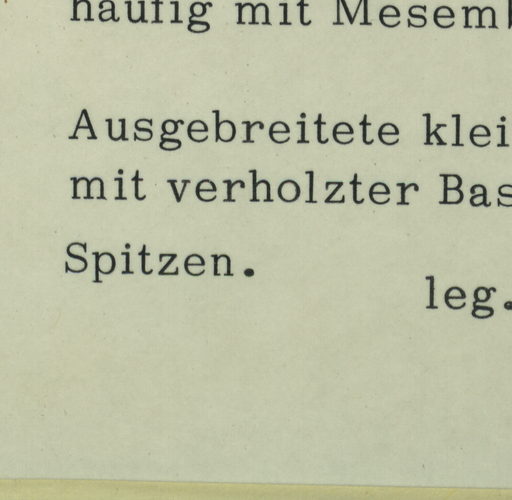 häufig mit Mesem
Ausgebreitete klei
mit verholzter Bas
Spitzen.
leg.